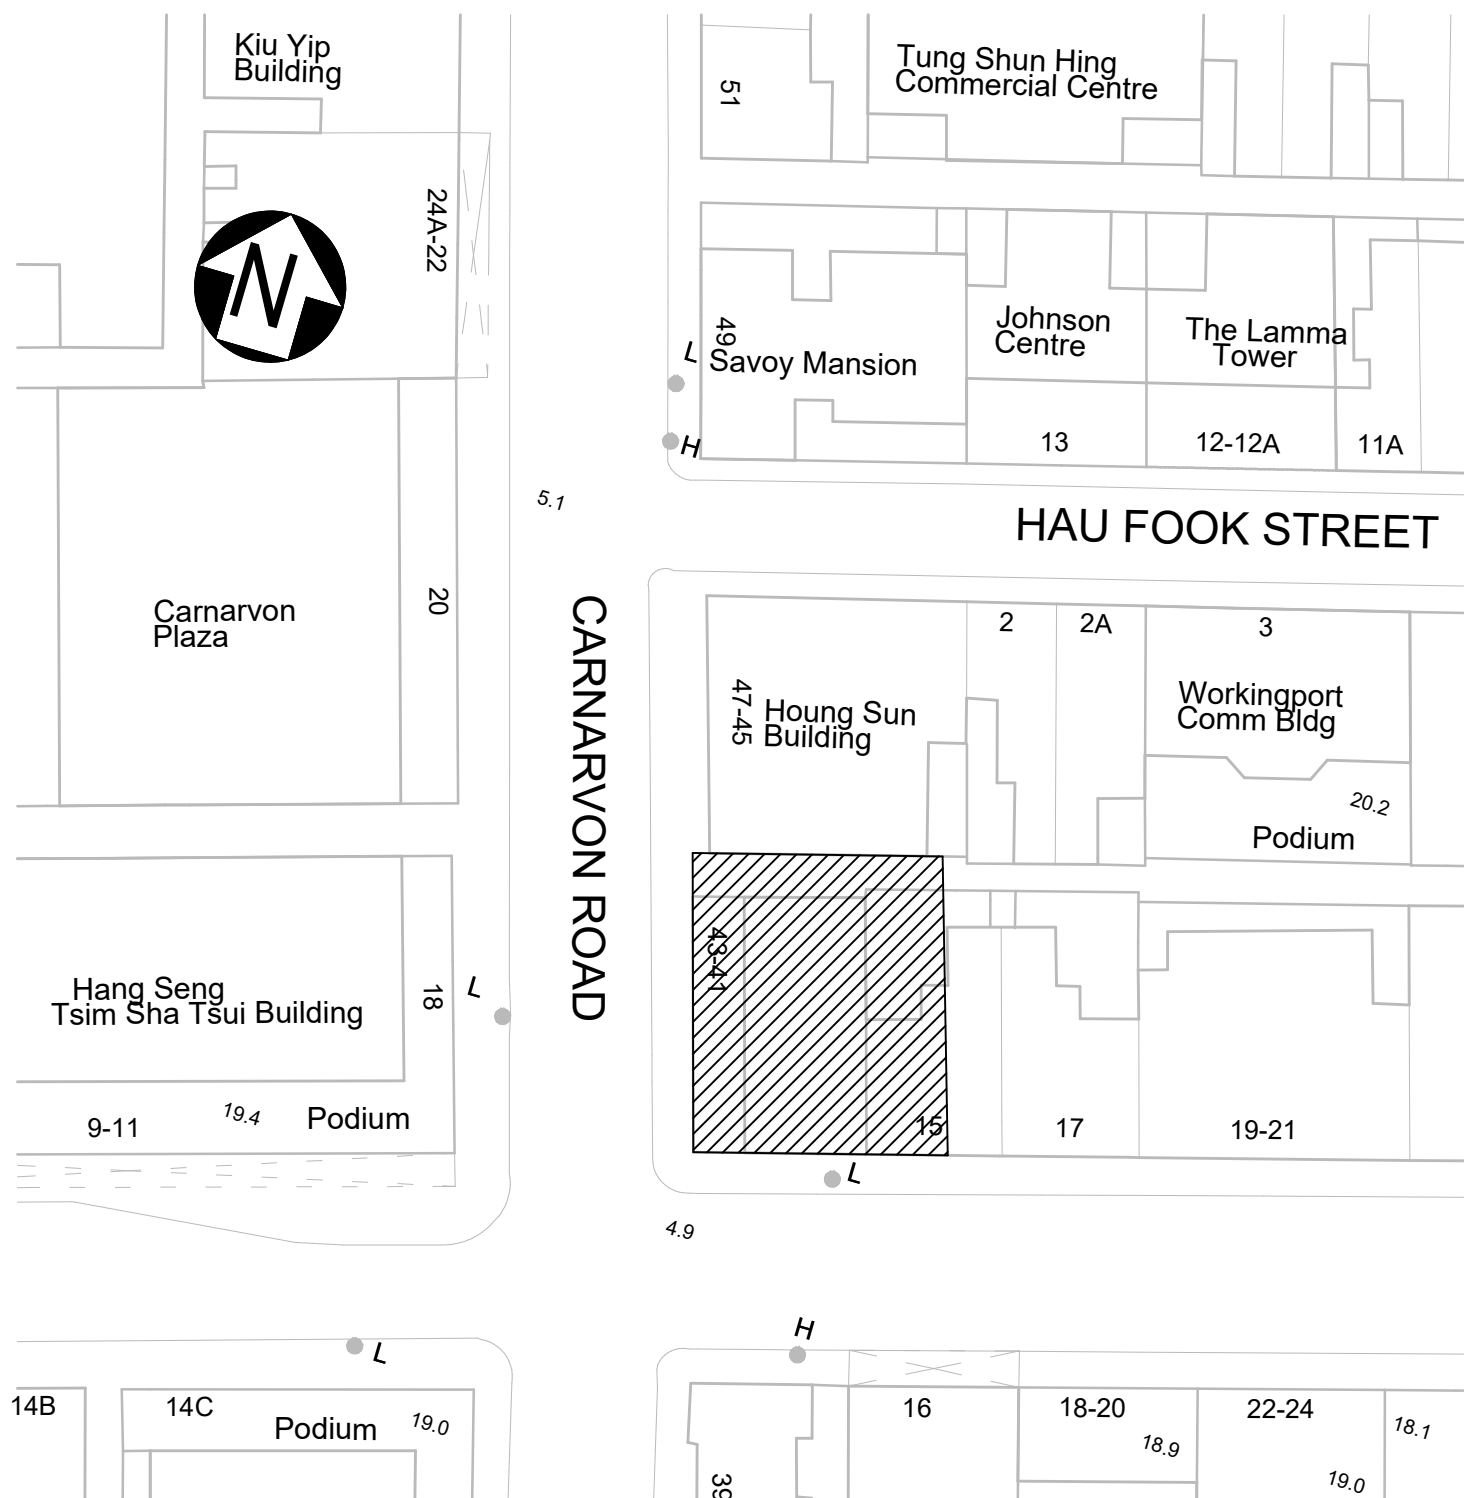 Kiu Yip
Building
Tung Shun Hing
Commercial Centre
51
24A-22
N
49
L
Savoy Mansion
H
Johnson
Centre
The Lamma
Tower
13
12-12A
11A
5.1
HAU FOOK STREET
Carnarvon
Plaza
20
CARNARVON ROAD
2
2A
3
47-45
Houng Sun
Building
Workingport
Comm Bldg
20.2
Podium
43-41
Hang Seng
Tsim Sha Tsui Building
18
L
9-11
19.4
Podium
15
17
19-21
L
4.9
H
L
14B
14C
Podium
19.0
39
16
18-20
18.9
22-24
19.0
18.1